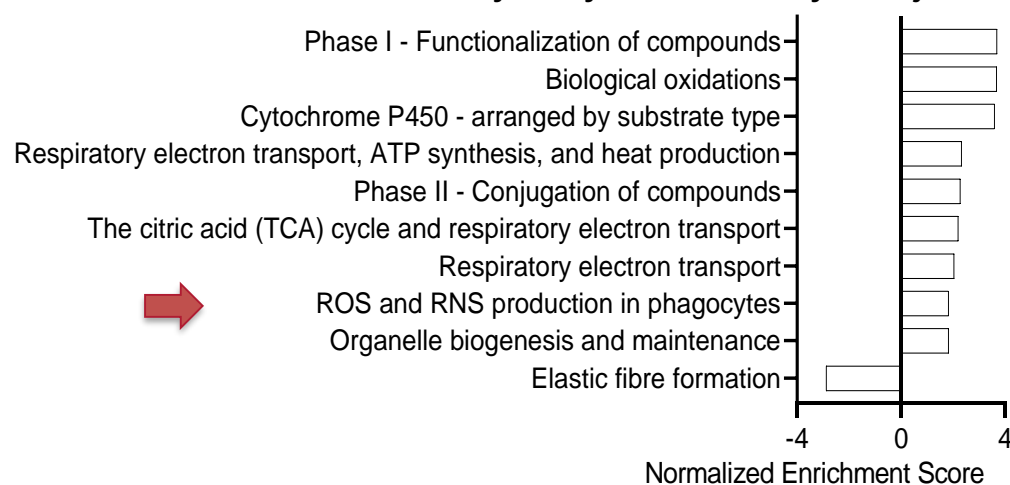 Phase I - Functionalization of compounds
Biological oxidations
Cytochrome P450 - arranged by substrate type
Respiratory electron transport, ATP synthesis, and heat production
Phase II - Conjugation of compounds
The citric acid (TCA) cycle and respiratory electron transport
Respiratory electron transport
ROS and RNS production in phagocytes
Organelle biogenesis and maintenance
Elastic fibre formation
-4 0 4
Normalized Enrichment Score